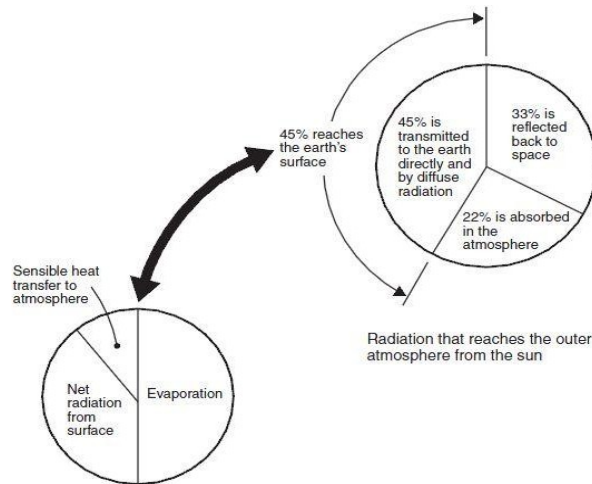 45% reaches
the earth's
surface
45% is
transmitted
to the earth
directly and
by diffuse
radiation
33% is
reflected
back to
space
22% is absorbed
in the
atmosphere
Radiation that reaches the outer
atmosphere from the sun
Sensible heat
transfer to
atmosphere
Net
radiation
from
surface
Evaporation